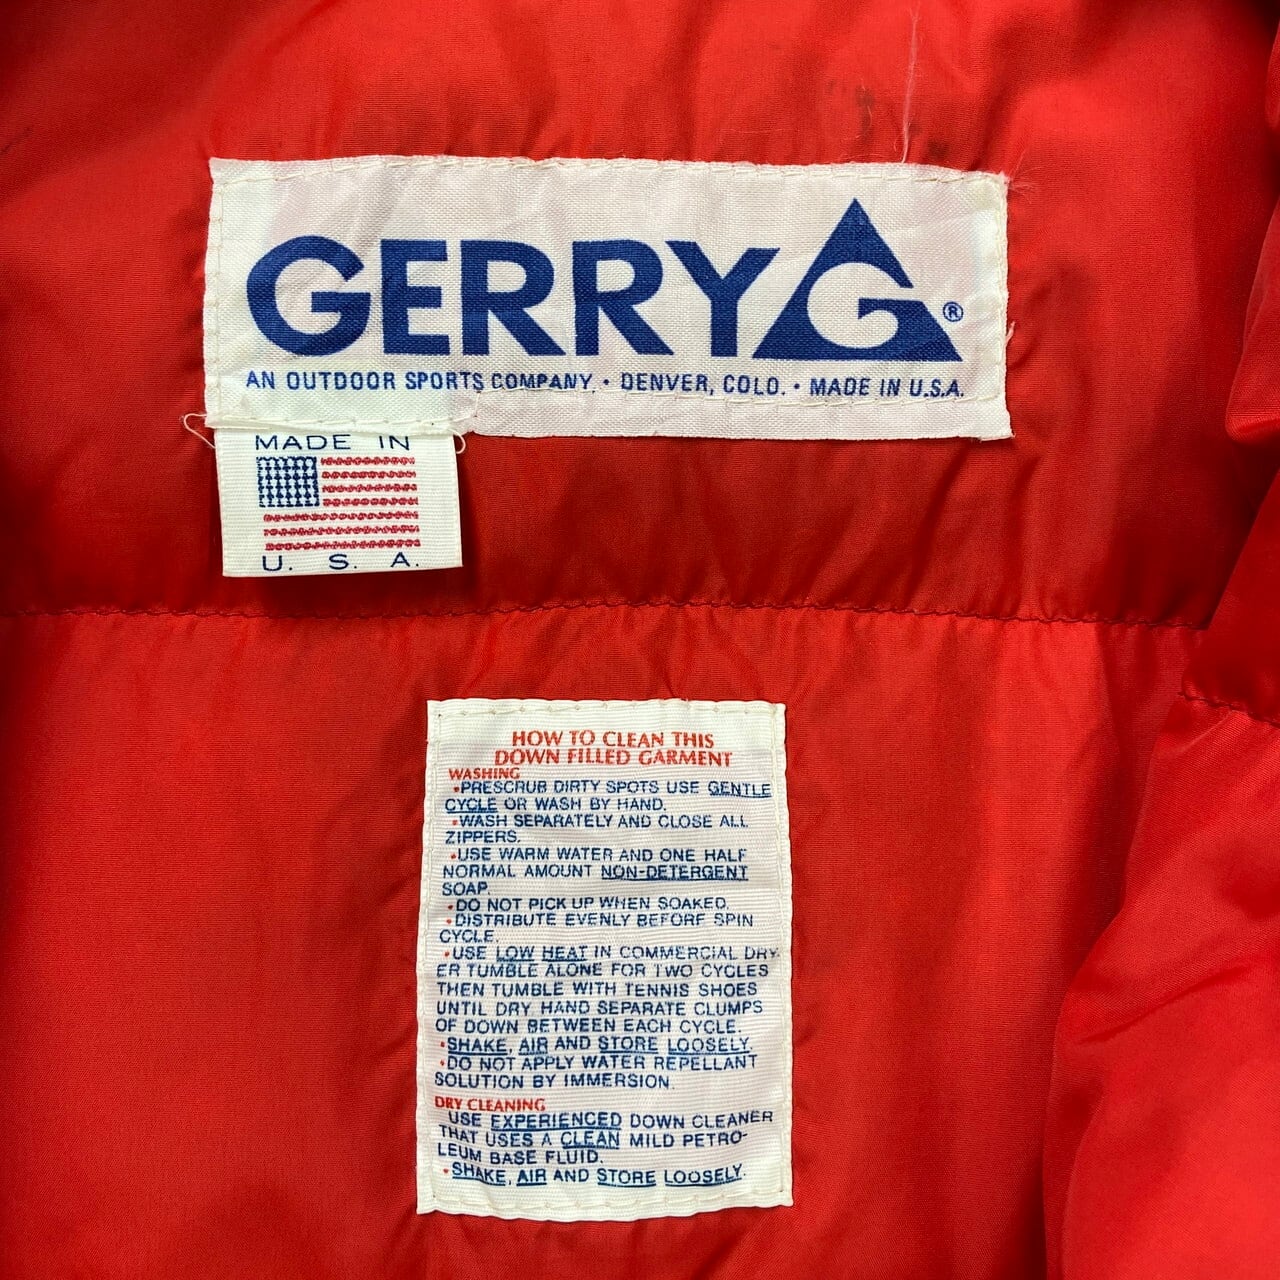 GERRY G ®
AN OUTDOOR SPORTS COMPANY. • DENVER, COLO. • MADE IN U.S.A.
MADE IN
U. S. A.
HOW TO CLEAN THIS
DOWN FILLED GARMENT
WASHING
•PRESCRUB DIRTY SPOTS USE GENTLE
CYCLE OR WASH BY HAND.
•WASH SEPARATELY AND CLOSE ALL
ZIPPERS.
•USE WARM WATER AND ONE HALF
NORMAL AMOUNT NON-DETERGENT
SOAP.
•DO NOT PICK UP WHEN SOAKED.
•DISTRIBUTE EVENLY BEFORE SPIN
CYCLE.
•USE LOW HEAT IN COMMERCIAL DRY-
ER TUMBLE ALONE FOR TWO CYCLES
THEN TUMBLE WITH TENNIS SHOES
UNTIL DRY. HAND SEPARATE CLUMPS
OF DOWN BETWEEN EACH CYCLE.
•SHAKE, AIR AND STORE LOOSELY.
•DO NOT APPLY WATER REPELLANT
SOLUTION BY IMMERSION.
DRY CLEANING
USE EXPERIENCED DOWN CLEANER
THAT USES A CLEAN MILD PETRO-
LEUM BASE FLUID.
•SHAKE, AIR AND STORE LOOSELY.